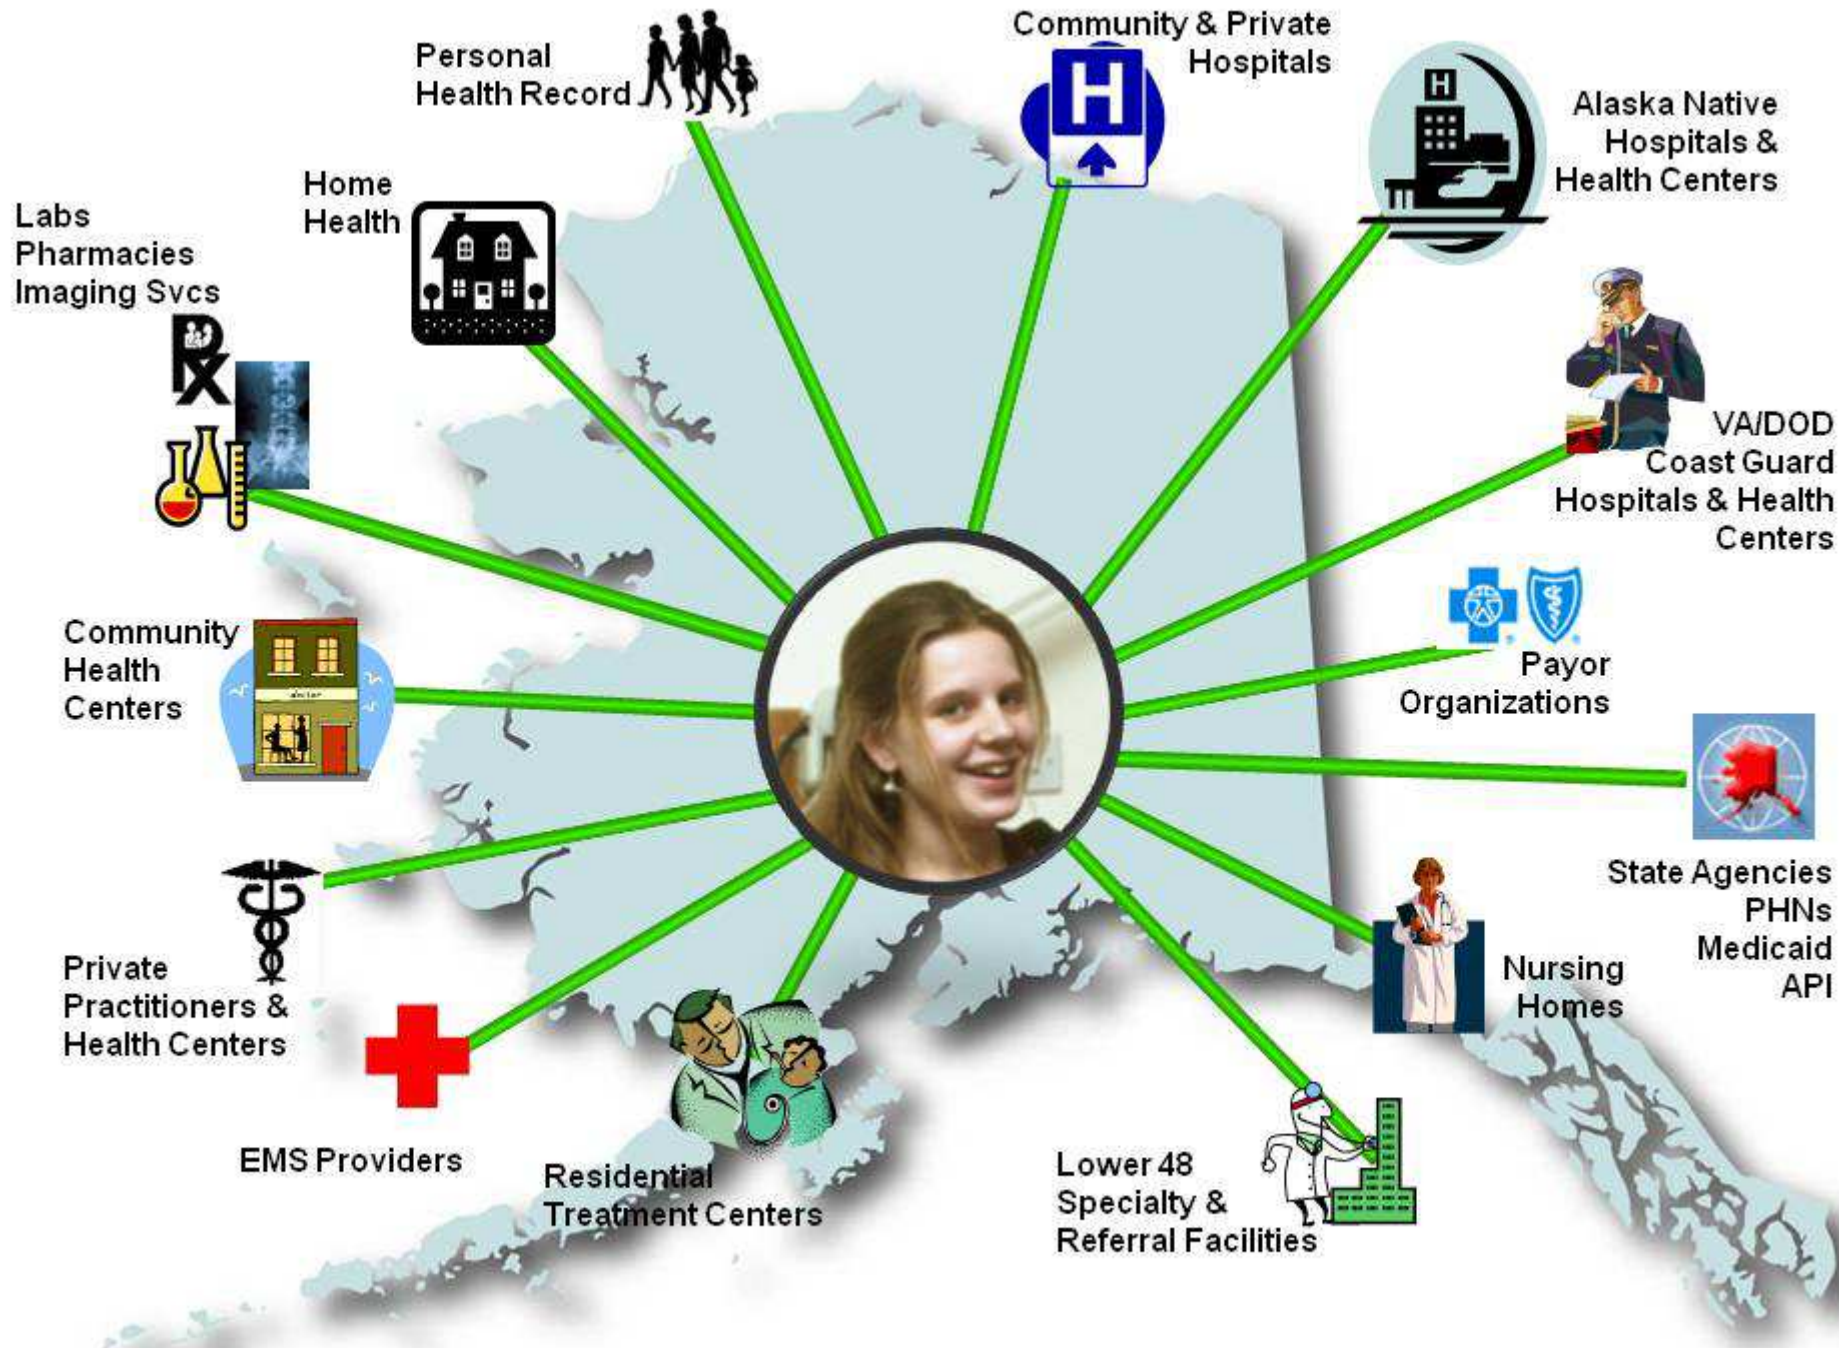 Personal
Health Record
Community & Private
Hospitals
H
H
Alaska Native
Hospitals &
Health Centers
Home
Health
Labs
Pharmacies
Imaging Svcs
Rx
VA/DOD
Coast Guard
Hospitals & Health
Centers
Payor
Organizations
Community
Health
Centers
doctor
State Agencies
PHNs
Medicaid
API
Nursing
Homes
Private
Practitioners &
Health Centers
EMS Providers
Residential
Treatment Centers
Lower 48
Specialty &
Referral Facilities